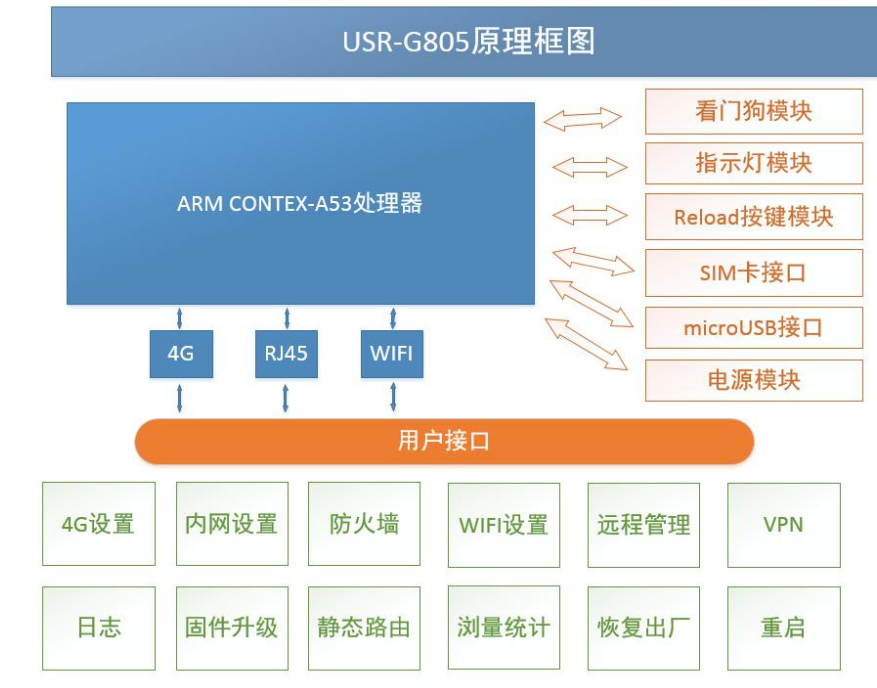 USR-G805原理框图
ARM CONTEX-A53处理器
看门狗模块
指示灯模块
Reload按键模块
SIM卡接口
microUSB接口
电源模块
4G
RJ45
WIFI
用户接口
4G设置
内网设置
防火墙
WIFI设置
远程管理
VPN
日志
固件升级
静态路由
浏量统计
恢复出厂
重启